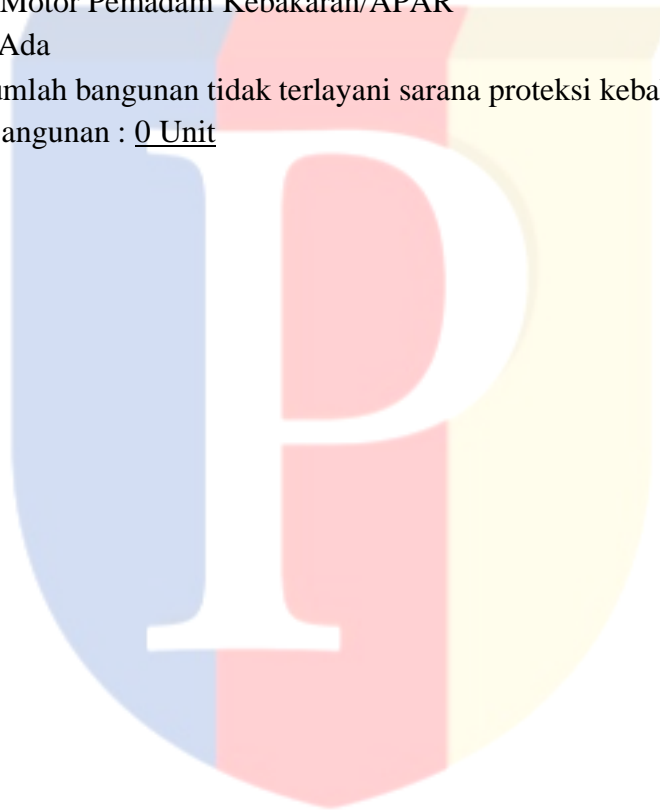 Motor Pemadam Kebakaran/APAR
Ada
umlah bangunan tidak terlayani sarana proteksi keba
angunan : 0 Unit
P